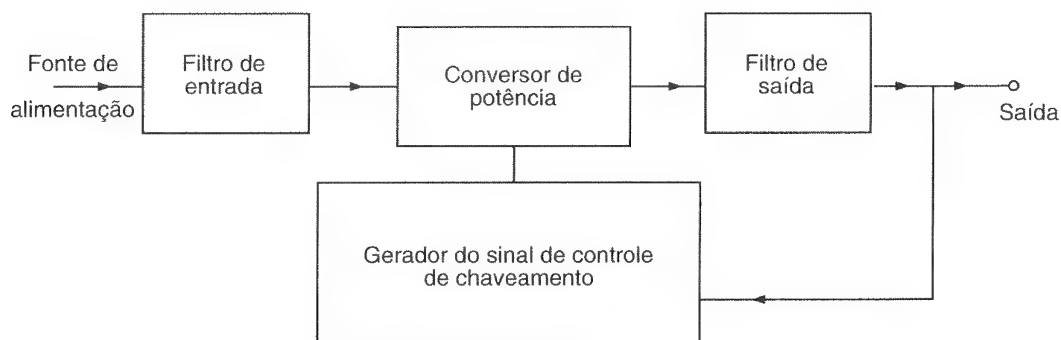 Fonte de
alimentação
Filtro de
entrada
Conversor de
potência
Filtro de
saída
Saída
Gerador do sinal de controle
de chaveamento